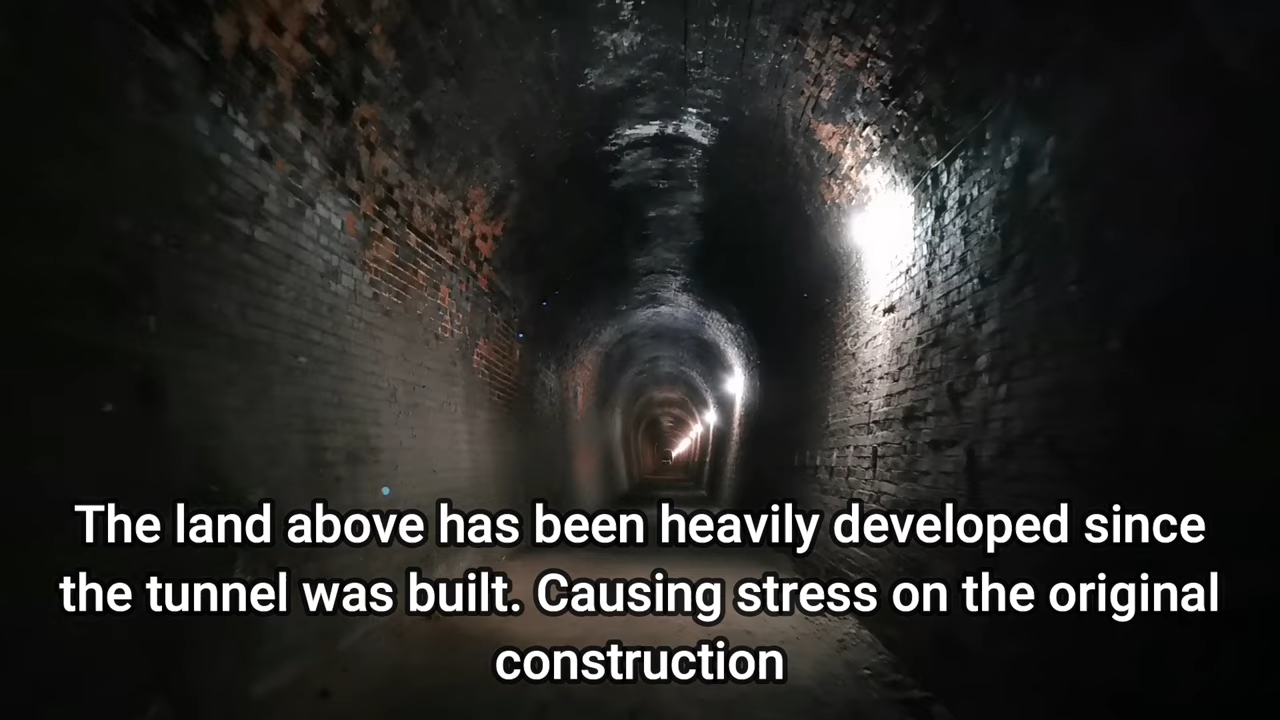 The land above has been heavily developed since
the tunnel was built. Causing stress on the original
construction